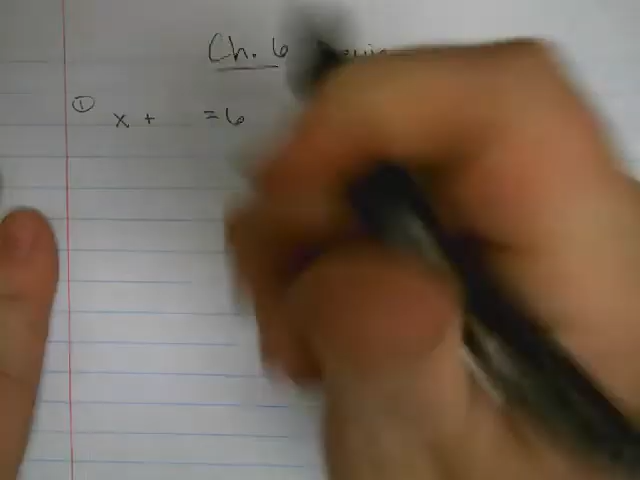 Ch. 6
① x + = 6